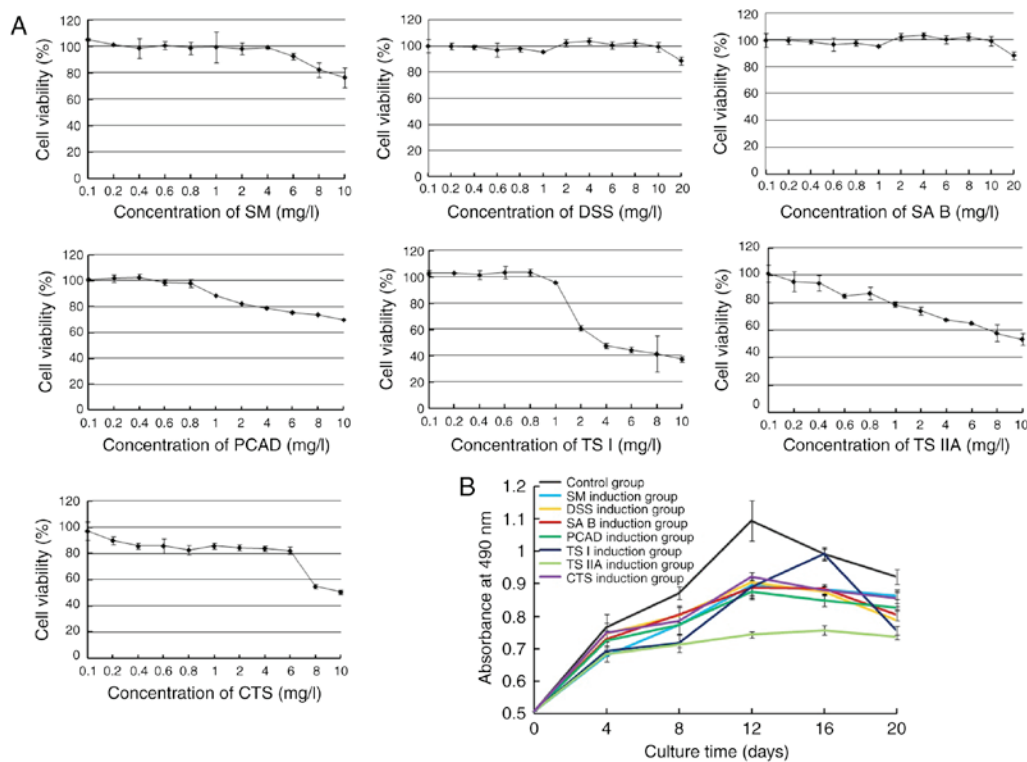 A
Cell viability (%)
120
100
80
60
40
20
0
0.1 0.2 0.4 0.6 0.8 1 2 4 6 8 10
Concentration of SM (mg/l)
Cell viability (%)
120
100
80
60
40
20
0
0.1 0.2 0.4 0.6 0.8 1 2 4 6 8 10 20
Concentration of DSS (mg/l)
Cell viability (%)
120
100
80
60
40
20
0
0.1 0.2 0.4 0.6 0.8 1 2 4 6 8 10 20
Concentration of SA B (mg/l)
Cell viability (%)
120
100
80
60
40
20
0
0.1 0.2 0.4 0.6 0.8 1 2 4 6 8 10
Concentration of PCAD (mg/l)
Cell viability (%)
120
100
80
60
40
20
0
0.1 0.2 0.4 0.6 0.8 1 2 4 6 8 10
Concentration of TS I (mg/l)
Cell viability (%)
120
100
80
60
40
20
0
0.1 0.2 0.4 0.6 0.8 1 2 4 6 8 10
Concentration of TS IIA (mg/l)
Cell viability (%)
120
100
80
60
40
20
0
0.1 0.2 0.4 0.6 0.8 1 2 4 6 8 10
Concentration of CTS (mg/l)
B
Control group
SM induction group
DSS induction group
SA B induction group
PCAD induction group
TS I induction group
TS IIA induction group
CTS induction group
Absorbance at 490 nm
1.2
1.1
1
0.9
0.8
0.7
0.6
0.5
0 4 8 12 16 20
Culture time (days)